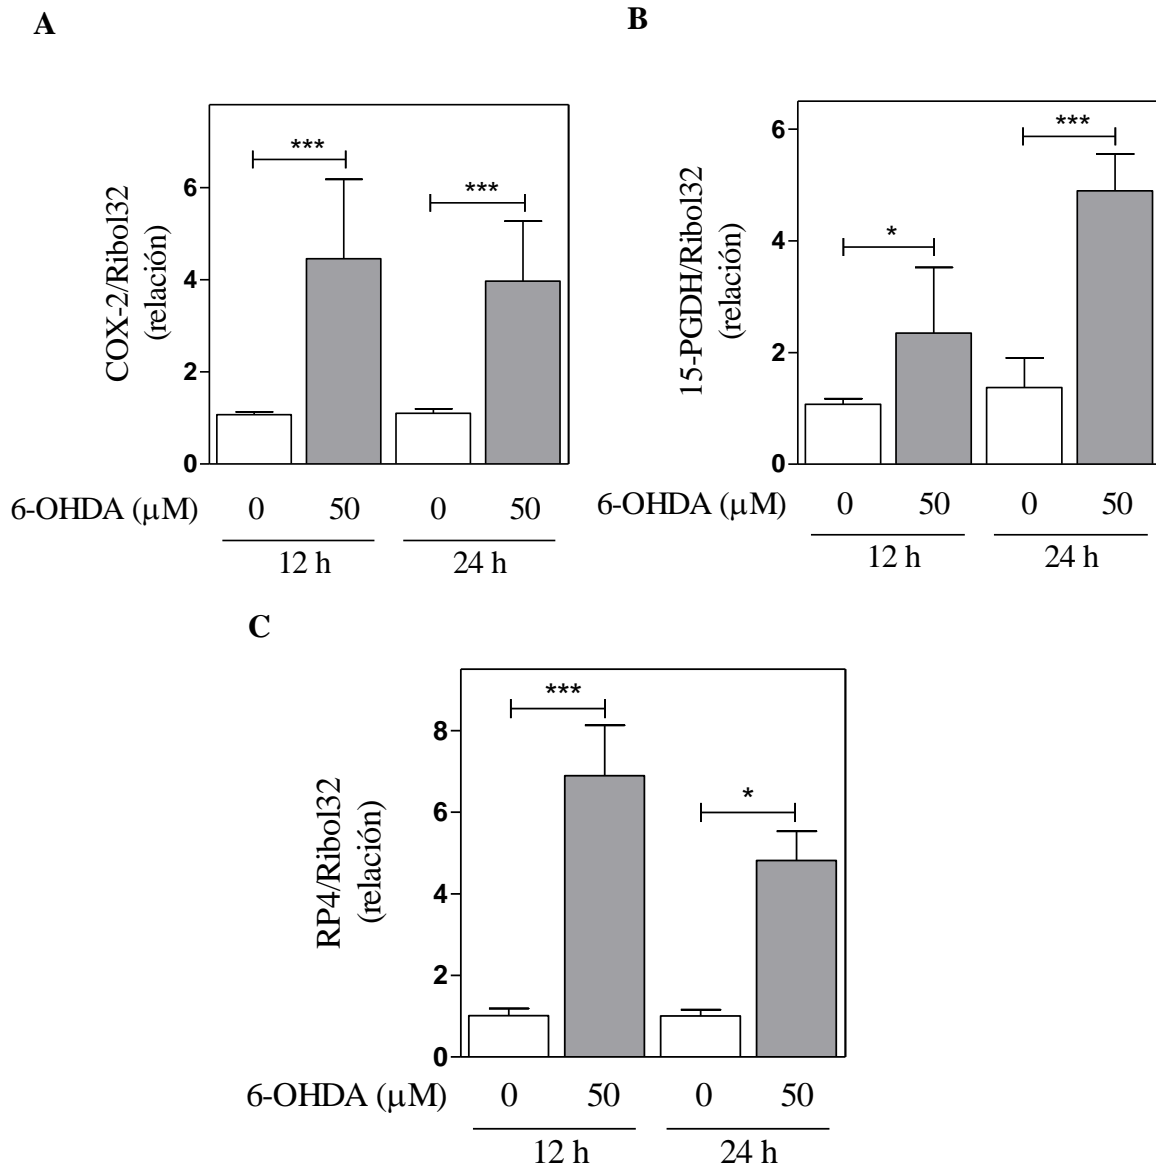 A
COX-2/Ribol32
(relación)
6
4
2
0
***
***
6-OHDA (μM) 0 50 0 50
12 h 24 h
B
15-PGDH/Ribol32
(relación)
6
4
2
0
*
***
6-OHDA (μM) 0 50 0 50
12 h 24 h
C
RP4/Ribol32
(relación)
8
6
4
2
0
***
*
6-OHDA (μM) 0 50 0 50
12 h 24 h